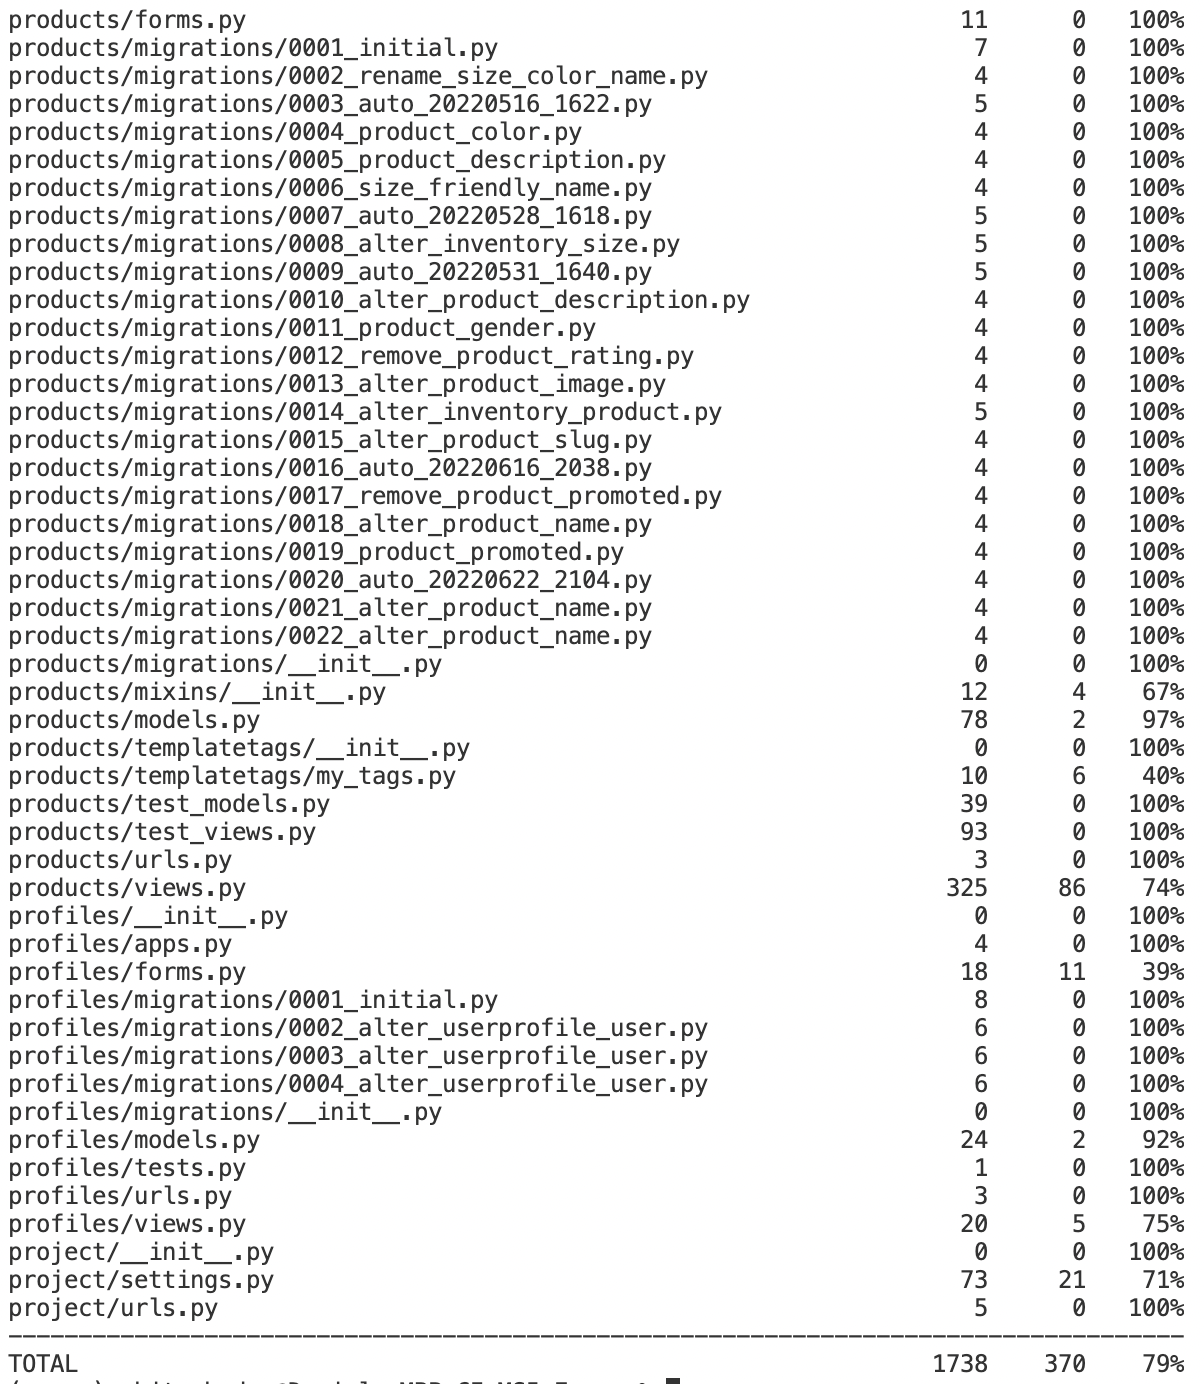 products/forms.py 11 0 100%
products/migrations/0001_initial.py 7 0 100%
products/migrations/0002_rename_size_color_name.py 4 0 100%
products/migrations/0003_auto_20220516_1622.py 5 0 100%
products/migrations/0004_product_color.py 4 0 100%
products/migrations/0005_product_description.py 4 0 100%
products/migrations/0006_size_friendly_name.py 4 0 100%
products/migrations/0007_auto_20220528_1618.py 5 0 100%
products/migrations/0008_alter_inventory_size.py 5 0 100%
products/migrations/0009_auto_20220531_1640.py 5 0 100%
products/migrations/0010_alter_product_description.py 4 0 100%
products/migrations/0011_product_gender.py 4 0 100%
products/migrations/0012_remove_product_rating.py 4 0 100%
products/migrations/0013_alter_product_image.py 4 0 100%
products/migrations/0014_alter_inventory_product.py 5 0 100%
products/migrations/0015_alter_product_slug.py 4 0 100%
products/migrations/0016_auto_20220616_2038.py 4 0 100%
products/migrations/0017_remove_product_promoted.py 4 0 100%
products/migrations/0018_alter_product_name.py 4 0 100%
products/migrations/0019_product_promoted.py 4 0 100%
products/migrations/0020_auto_20220622_2104.py 4 0 100%
products/migrations/0021_alter_product_name.py 4 0 100%
products/migrations/0022_alter_product_name.py 4 0 100%
products/migrations/__init__.py 0 0 100%
products/mixins/__init__.py 12 4 67%
products/models.py 78 2 97%
products/templatetags/__init__.py 0 0 100%
products/templatetags/my_tags.py 10 6 40%
products/test_models.py 39 0 100%
products/test_views.py 93 0 100%
products/urls.py 3 0 100%
products/views.py 325 86 74%
profiles/__init__.py 0 0 100%
profiles/apps.py 4 0 100%
profiles/forms.py 18 11 39%
profiles/migrations/0001_initial.py 8 0 100%
profiles/migrations/0002_alter_userprofile_user.py 6 0 100%
profiles/migrations/0003_alter_userprofile_user.py 6 0 100%
profiles/migrations/0004_alter_userprofile_user.py 6 0 100%
profiles/migrations/__init__.py 0 0 100%
profiles/models.py 24 2 92%
profiles/tests.py 1 0 100%
profiles/urls.py 3 0 100%
profiles/views.py 20 5 75%
project/__init__.py 0 0 100%
project/settings.py 73 21 71%
project/urls.py 5 0 100%
TOTAL 1738 370 79%